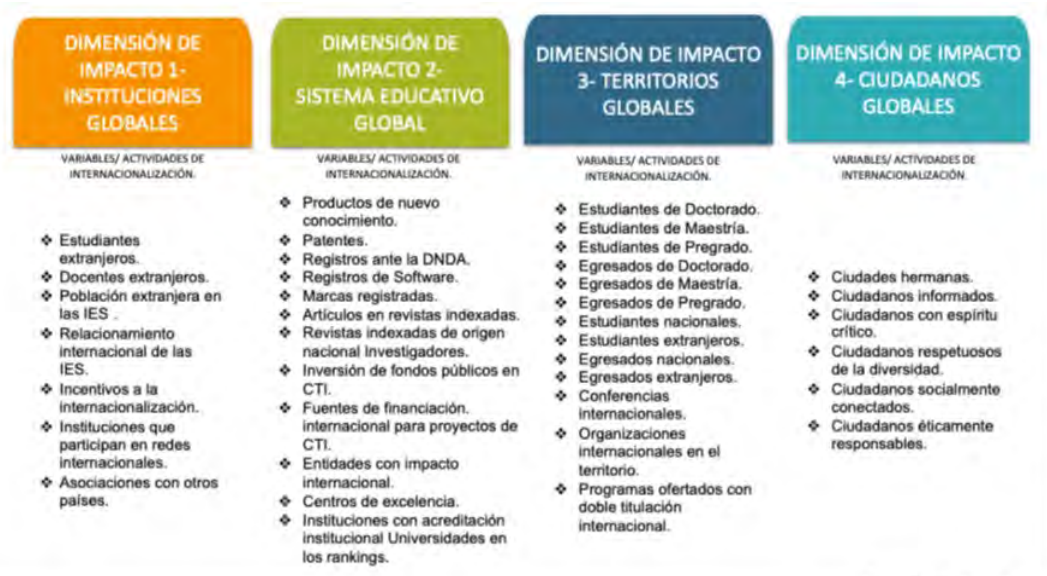 DIMENSIÓN DE
IMPACTO 1-
INSTITUCIONES
GLOBALES
VARIABLES/ ACTIVIDADES DE
INTERNACIONALIZACIÓN.
❖ Estudiantes
extranjeros.
❖ Docentes extranjeros.
❖ Población extranjera en
las IES .
❖ Relacionamiento
internacional de las
IES.
❖ Incentivos a la
internacionalización.
❖ Instituciones que
participan en redes
internacionales.
❖ Asociaciones con otros
países.
DIMENSIÓN DE
IMPACTO 2-
SISTEMA EDUCATIVO
GLOBAL
VARIABLES/ ACTIVIDADES DE
INTERNACIONALIZACIÓN.
❖ Productos de nuevo
conocimiento.
❖ Patentes.
❖ Registros ante la DNDA.
❖ Registros de Software.
❖ Marcas registradas.
❖ Artículos en revistas indexadas.
❖ Revistas indexadas de origen
nacional Investigadores.
❖ Inversión de fondos públicos en
CTI.
❖ Fuentes de financiación.
internacional para proyectos de
CTI.
❖ Entidades con impacto
internacional.
❖ Centros de excelencia.
❖ Instituciones con acreditación
institucional Universidades en
los rankings.
DIMENSIÓN DE IMPACTO
3- TERRITORIOS
GLOBALES
VARIABLES/ ACTIVIDADES DE
INTERNACIONALIZACIÓN.
❖ Estudiantes de Doctorado.
❖ Estudiantes de Maestría.
❖ Estudiantes de Pregrado.
❖ Egresados de Doctorado.
❖ Egresados de Maestría.
❖ Egresados de Pregrado.
❖ Estudiantes nacionales.
❖ Estudiantes extranjeros.
❖ Egresados nacionales.
❖ Egresados extranjeros.
❖ Conferencias
internacionales.
❖ Organizaciones
internacionales en el
territorio.
❖ Programas ofertados con
doble titulación
internacional.
DIMENSIÓN DE IMPACTO
4- CIUDADANOS
GLOBALES
VARIABLES/ ACTIVIDADES DE
INTERNACIONALIZACIÓN.
❖ Ciudades hermanas.
❖ Ciudadanos informados.
❖ Ciudadanos con espíritu
crítico.
❖ Ciudadanos respetuosos
de la diversidad.
❖ Ciudadanos socialmente
conectados.
❖ Ciudadanos éticamente
responsables.